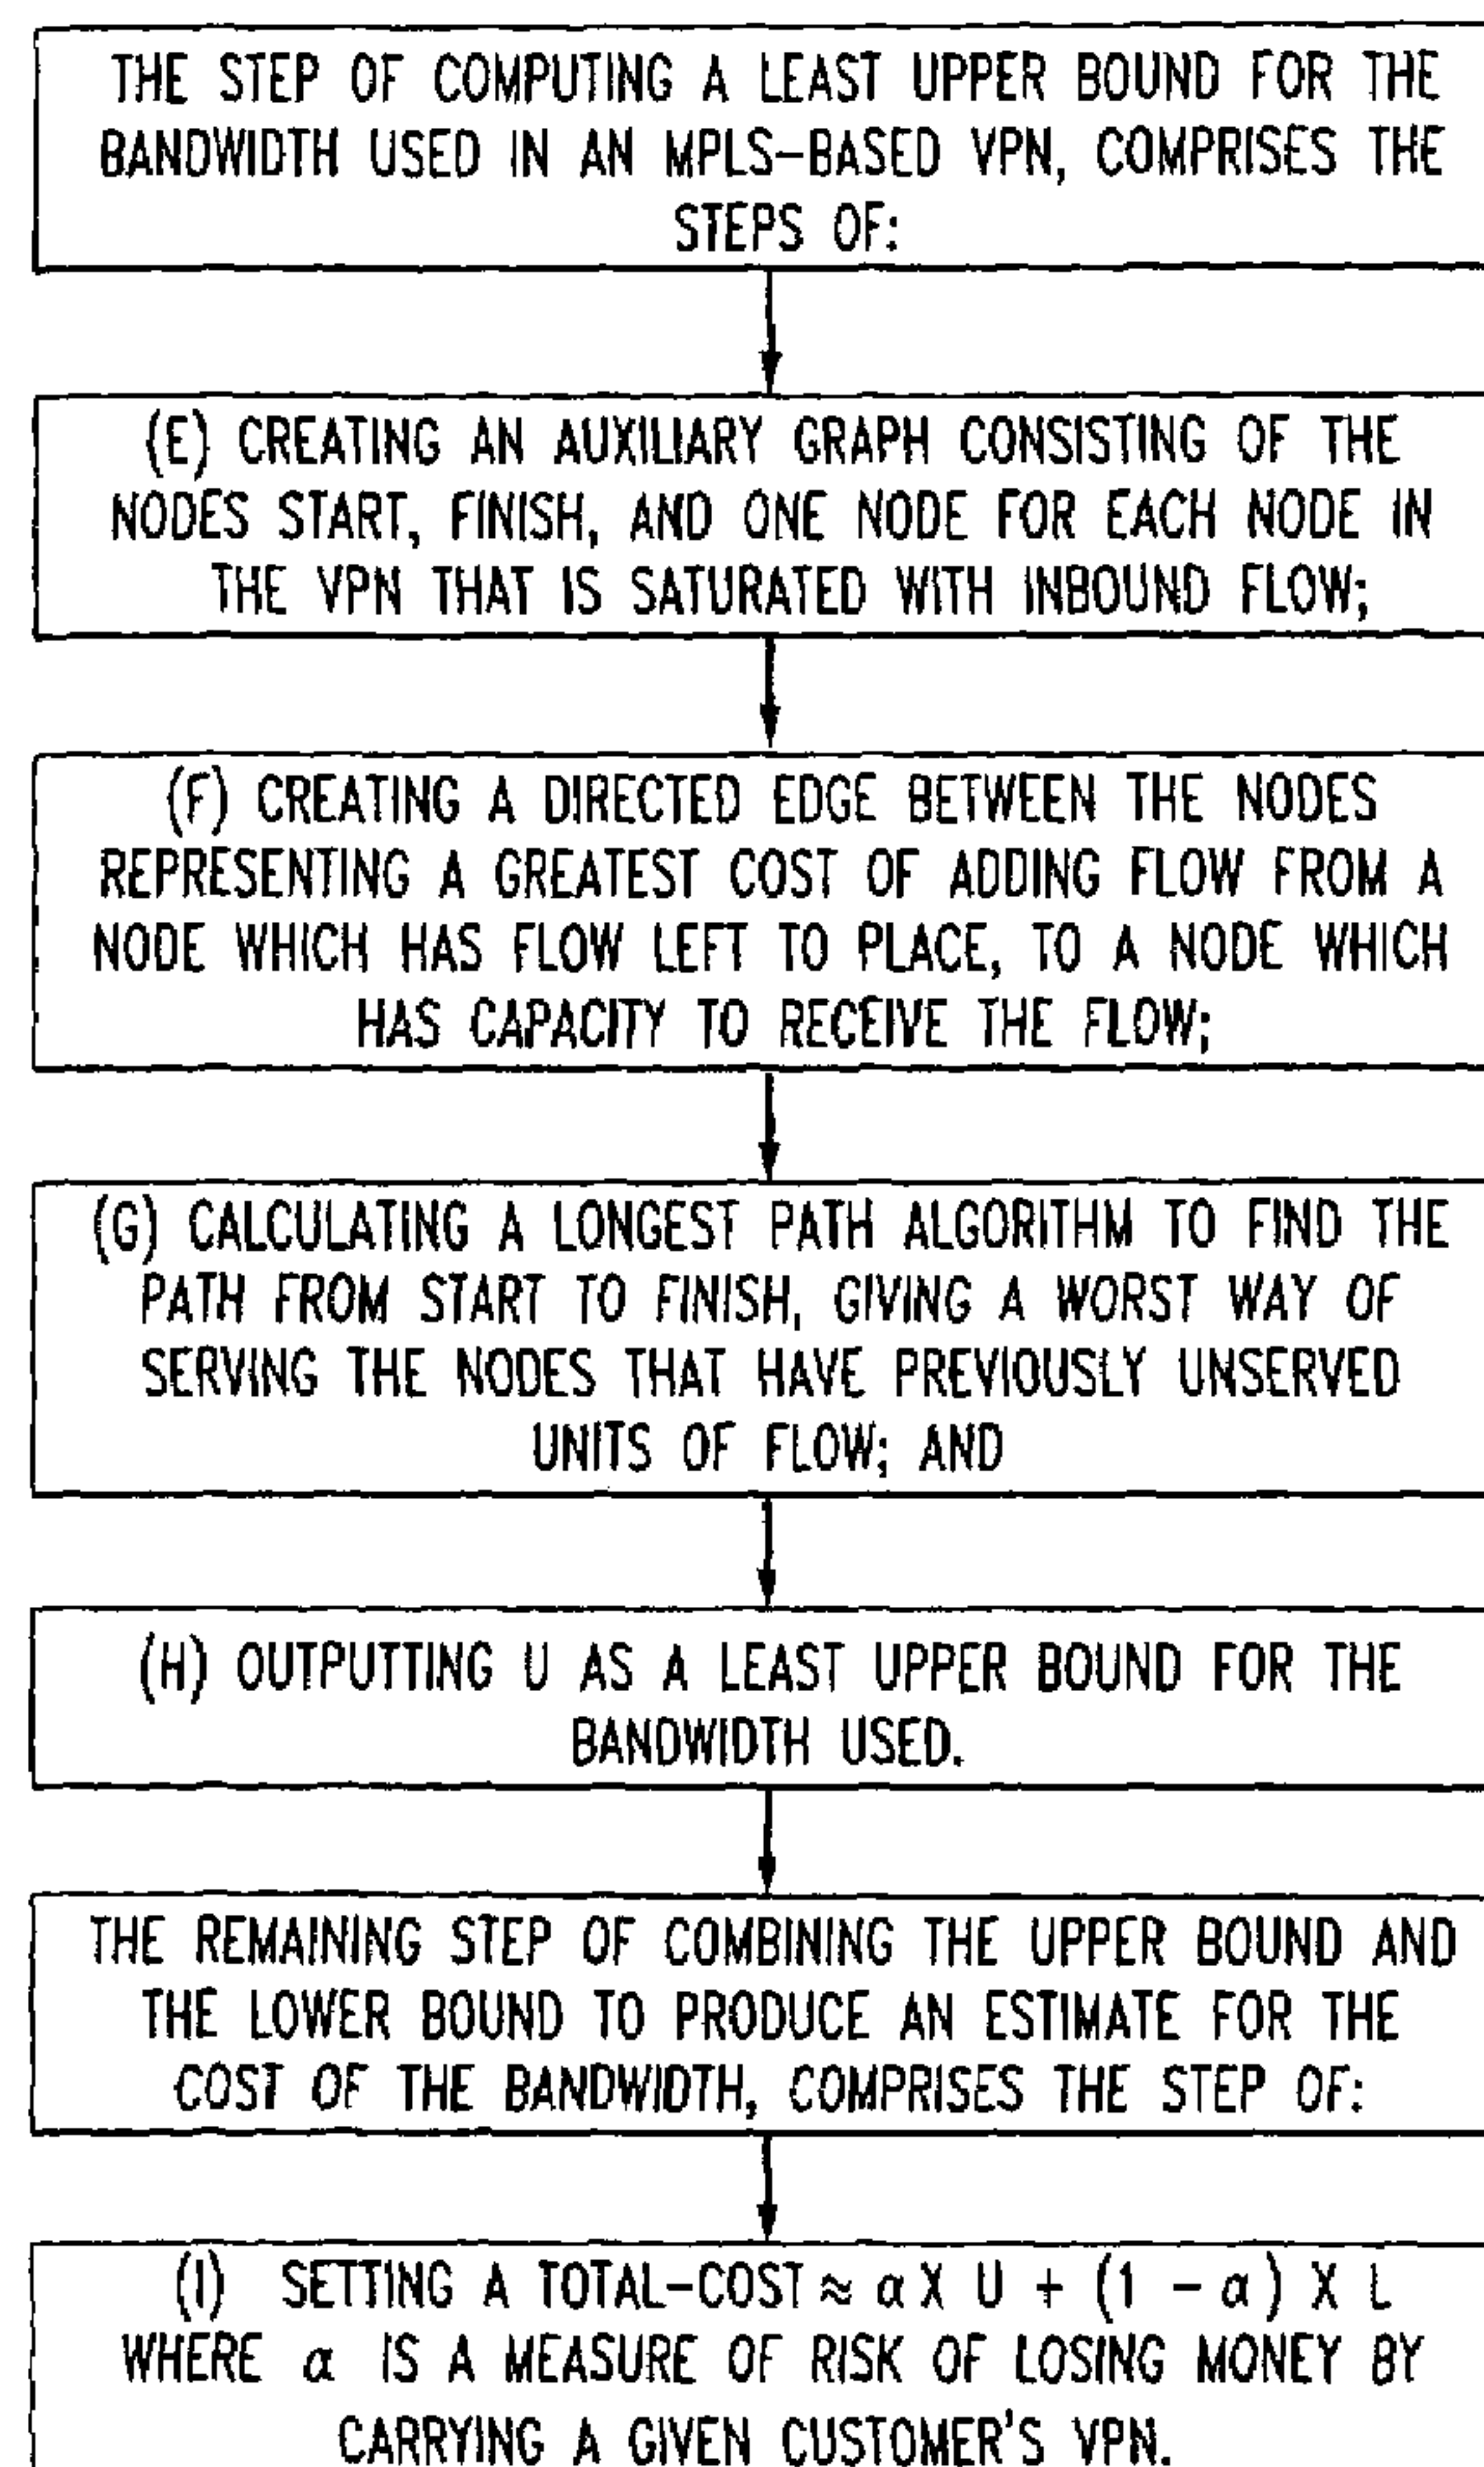 THE STEP OF COMPUTING A LEAST UPPER BOUND FOR THE
BANDWIDTH USED IN AN MPLS-BASED VPN, COMPRISES THE
STEPS OF:
(E) CREATING AN AUXILIARY GRAPH CONSISTING OF THE
NODES START, FINISH, AND ONE NODE FOR EACH NODE IN
THE VPN THAT IS SATURATED WITH INBOUND FLOW;
(F) CREATING A DIRECTED EDGE BETWEEN THE NODES
REPRESENTING A GREATEST COST OF ADDING FLOW FROM A
NODE WHICH HAS FLOW LEFT TO PLACE, TO A NODE WHICH
HAS CAPACITY TO RECEIVE THE FLOW;
(G) CALCULATING A LONGEST PATH ALGORITHM TO FIND THE
PATH FROM START TO FINISH, GIVING A WORST WAY OF
SERVING THE NODES THAT HAVE PREVIOUSLY UNSERVED
UNITS OF FLOW; AND
(H) OUTPUTTING U AS A LEAST UPPER BOUND FOR THE
BANDWIDTH USED.
THE REMAINING STEP OF COMBINING THE UPPER BOUND AND
THE LOWER BOUND TO PRODUCE AN ESTIMATE FOR THE
COST OF THE BANDWIDTH, COMPRISES THE STEP OF:
(I) SETTING A TOTAL-COST ≈ α X U + (1 - α) X L
WHERE α IS A MEASURE OF RISK OF LOSING MONEY BY
CARRYING A GIVEN CUSTOMER'S VPN.